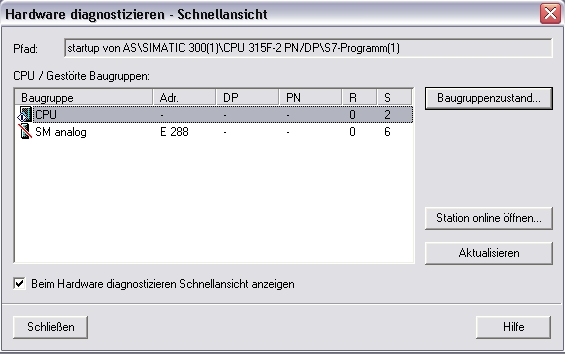 Hardware diagnostizieren - Schnellansicht
Pfad: startup von AS\SIMATIC 300(1)\CPU 315F-2 PN/DP\S7-Programm(1)
CPU / Gestörte Baugruppen:
Baugruppe Adr. DP PN R S
CPU - - - 0 2
SM analog E 288 - - 0 6
Baugruppenzustand...
Station online öffnen...
Aktualisieren
Beim Hardware diagnostizieren Schnellansicht anzeigen
Schließen Hilfe